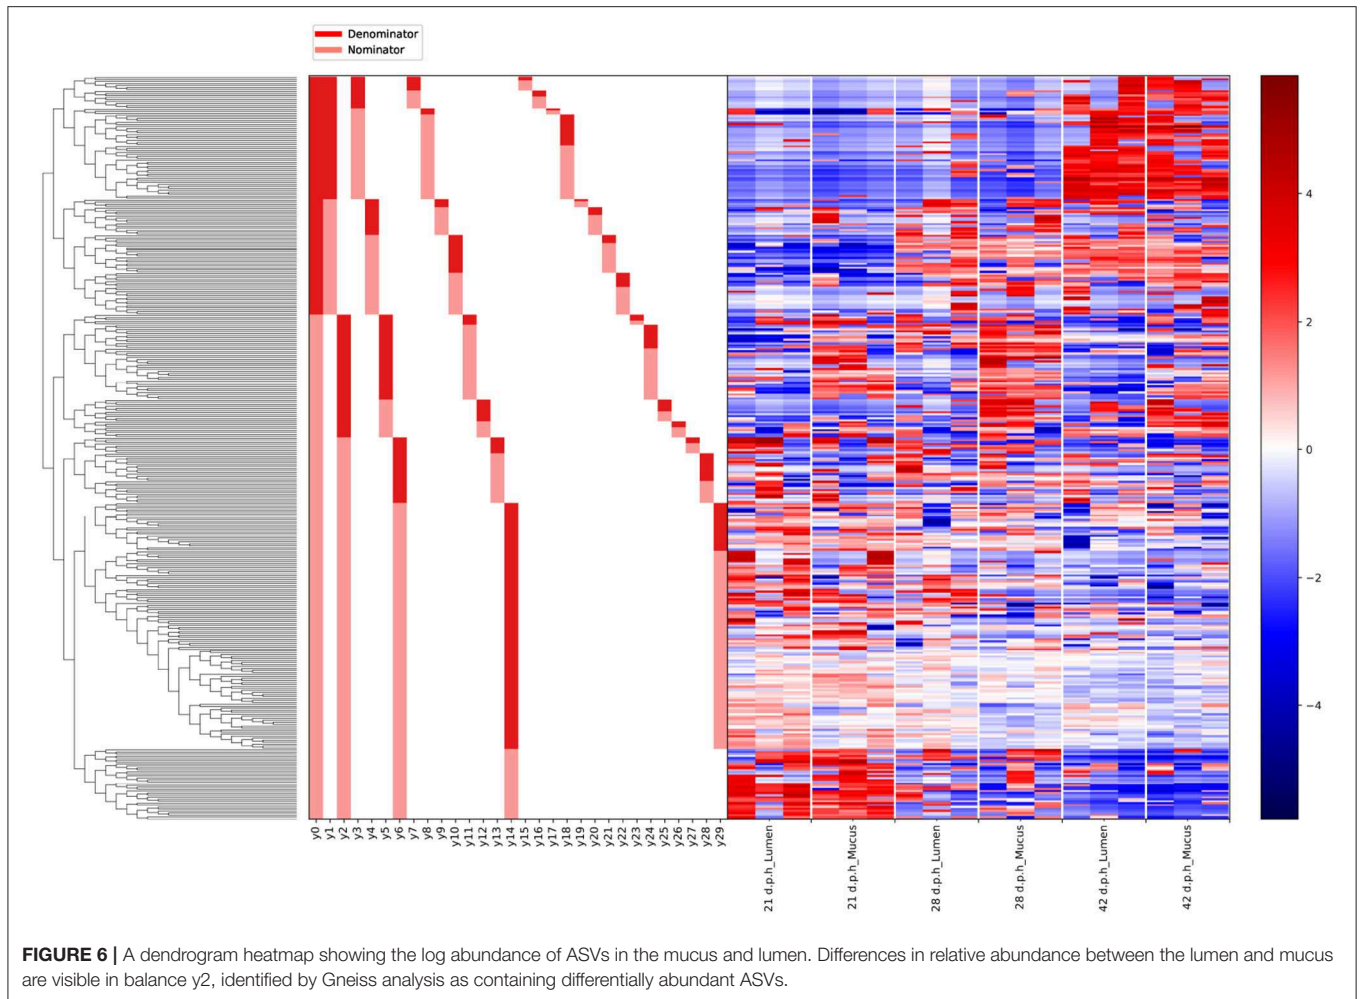 Denominator
Nominator
4
2
0
−2
−4
y0
y1
y2
y3
y4
y5
y6
y7
y8
y9
y10
y11
y12
y13
y14
y15
y16
y17
y18
y19
y20
y21
y22
y23
y24
y25
y26
y27
y28
y29
21 d.p.h_Lumen
21 d.p.h_Mucus
28 d.p.h_Lumen
28 d.p.h_Mucus
42 d.p.h_Lumen
42 d.p.h_Mucus
FIGURE 6 | A dendrogram heatmap showing the log abundance of ASVs in the mucus and lumen. Differences in relative abundance between the lumen and mucus
are visible in balance y2, identified by Gneiss analysis as containing differentially abundant ASVs.